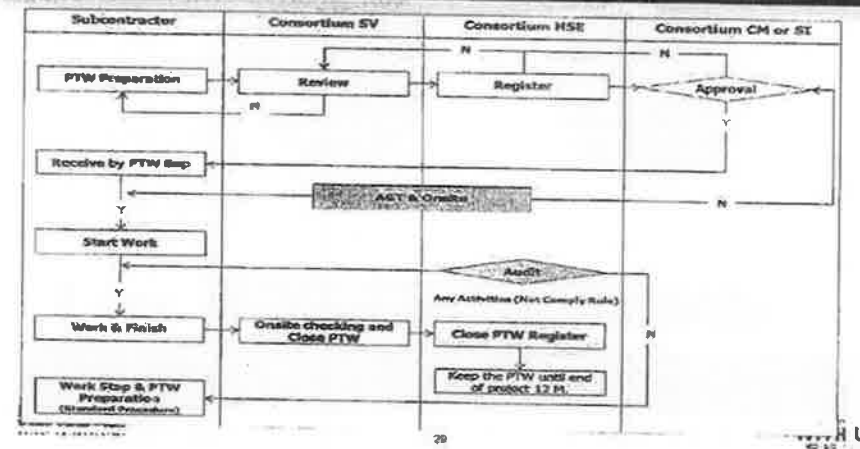 Subcontractor
Consortium SV
Consortium HSE
Consortium CM or SI
N
N
PTW Preparation
Review
Register
Approval
N
Y
Receive by PTW Rep
AGT & Onsite
N
Y
Start Work
Audit
Any Activities (Not Comply Rule)
Y
N
Work & Finish
Onsite checking and
Close PTW
Close PTW Register
Keep the PTW until end
of project 12 M.
Work Stop & PTW
Preparation
(Standard Procedure)
29